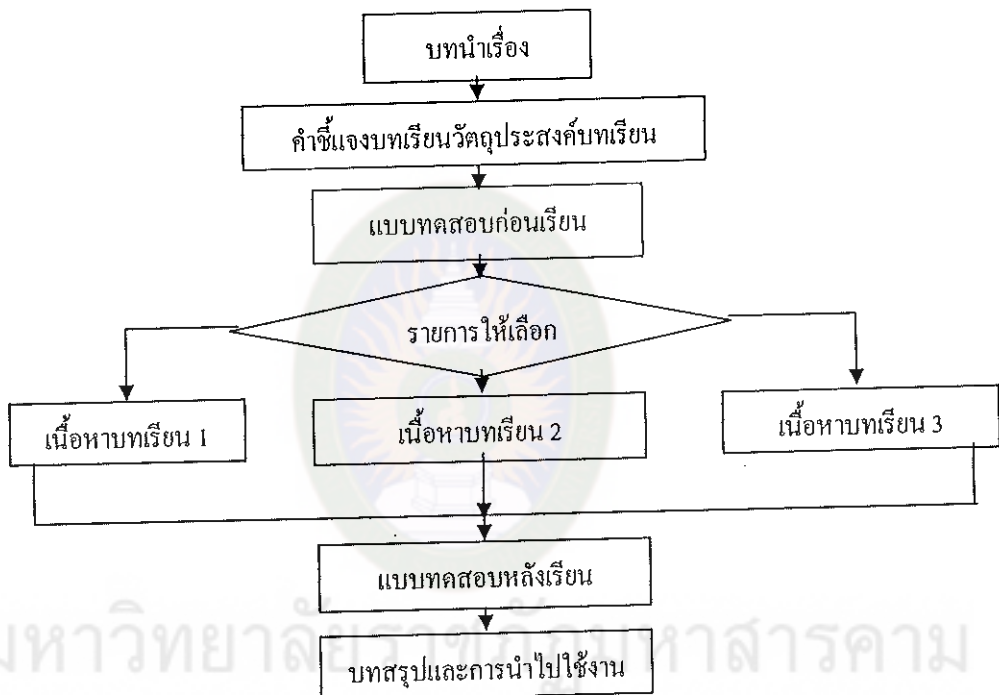 บทนำเรื่อง
คำชี้แจงบทเรียนวัตถุประสงค์บทเรียน
แบบทดสอบก่อนเรียน
รายการให้เลือก
เนื้อหาบทเรียน 1
เนื้อหาบทเรียน 2
เนื้อหาบทเรียน 3
แบบทดสอบหลังเรียน
มหาวิทยาลัยราชภัฏมหาสารคาม
บทสรุปและการนำไปใช้งาน